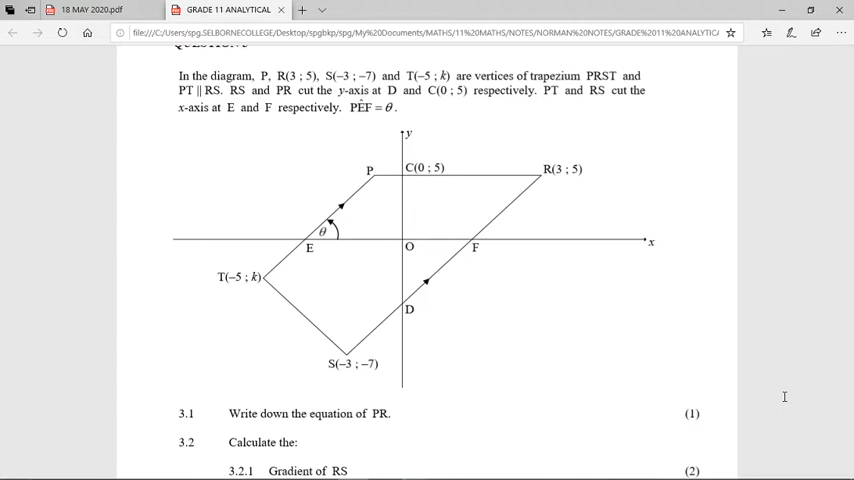 18 MAY 2020.pdf
GRADE 11 ANALYTICAL
file:///C:/Users/spg.SELBORNECOLLEGE/Desktop/spgbkp/spg/My%20Documents/MATHS/11%20MATHS/NOTES/NORMAN%20NOTES/GRADE%2011%20ANALYTICA
In the diagram, P, R(3 ; 5), S(−3 ; −7) and T(−5 ; k) are vertices of trapezium PRST and
PT || RS. RS and PR cut the y-axis at D and C(0 ; 5) respectively. PT and RS cut the
x-axis at E and F respectively. PÊF = θ.
y
P
C(0 ; 5)
R(3 ; 5)
θ
E
O
F
x
T(−5 ; k)
D
S(−3 ; −7)
3.1 Write down the equation of PR. (1)
3.2 Calculate the:
3.2.1 Gradient of RS (2)